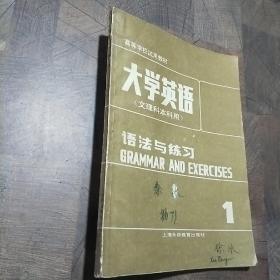 高等学校试用教材
大学英语
（文理科本科用）
语法与练习
GRAMMAR AND EXERCISES
1
上海外语教育出版社